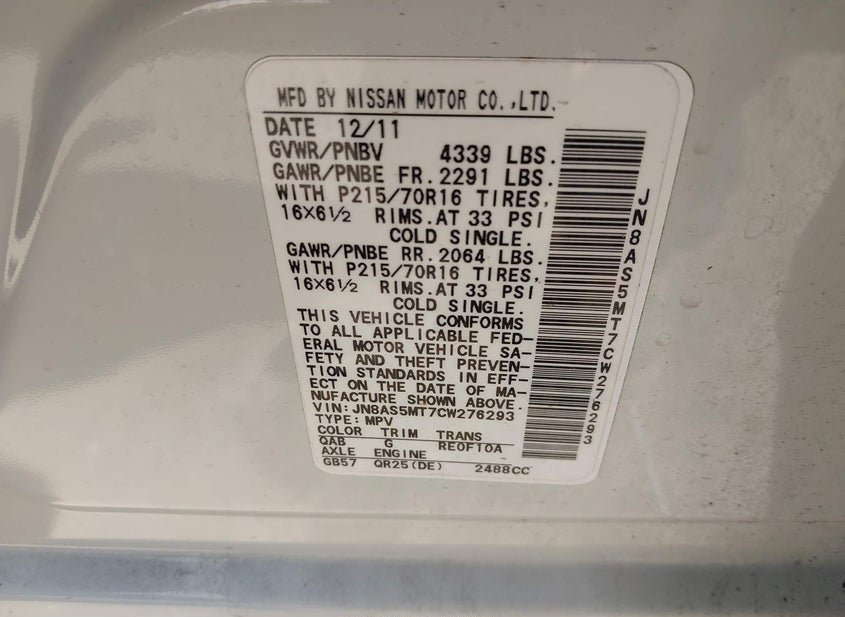 MFD BY NISSAN MOTOR CO.,LTD.
DATE 12/11
GVWR/PNBV 4339 LBS.
GAWR/PNBE FR. 2291 LBS.
WITH P215/70R16 TIRES,
16X6½ RIMS.AT 33 PSI
COLD SINGLE.
GAWR/PNBE RR. 2064 LBS.
WITH P215/70R16 TIRES,
16X6½ RIMS.AT 33 PSI
COLD SINGLE.
THIS VEHICLE CONFORMS
TO ALL APPLICABLE FED-
ERAL MOTOR VEHICLE SA-
FETY AND THEFT PREVEN-
TION STANDARDS IN EFF-
ECT ON THE DATE OF MA-
NUFACTURE SHOWN ABOVE.
VIN: JN8AS5MT7CW276293
TYPE: MPV
COLOR TRIM TRANS
QAB G RE0F10A
AXLE ENGINE
GB57 QR25(DE) 2488CC
JN8AS5MT7CW276293